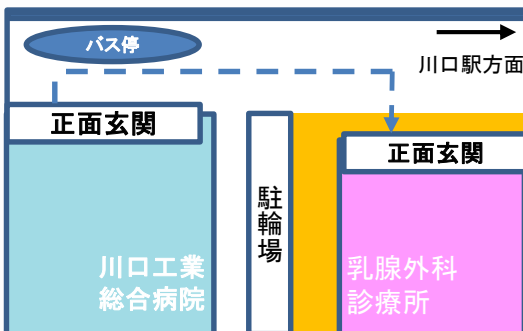 バス停
川口駅方面
正面玄関
正面玄関
駐輪場
川口工業
総合病院
乳腺外科
診療所